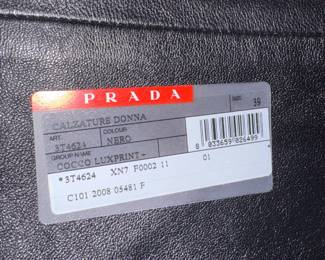 PRADA
CALZATURE DONNA
SIZE 39
ART. COLOUR
3T4624 NERO
GROUP NAME
COCCO LUXPRINT-
8 033659 026499
*3T4624 XN7 F0002 11 01
C101 2008 05481 F